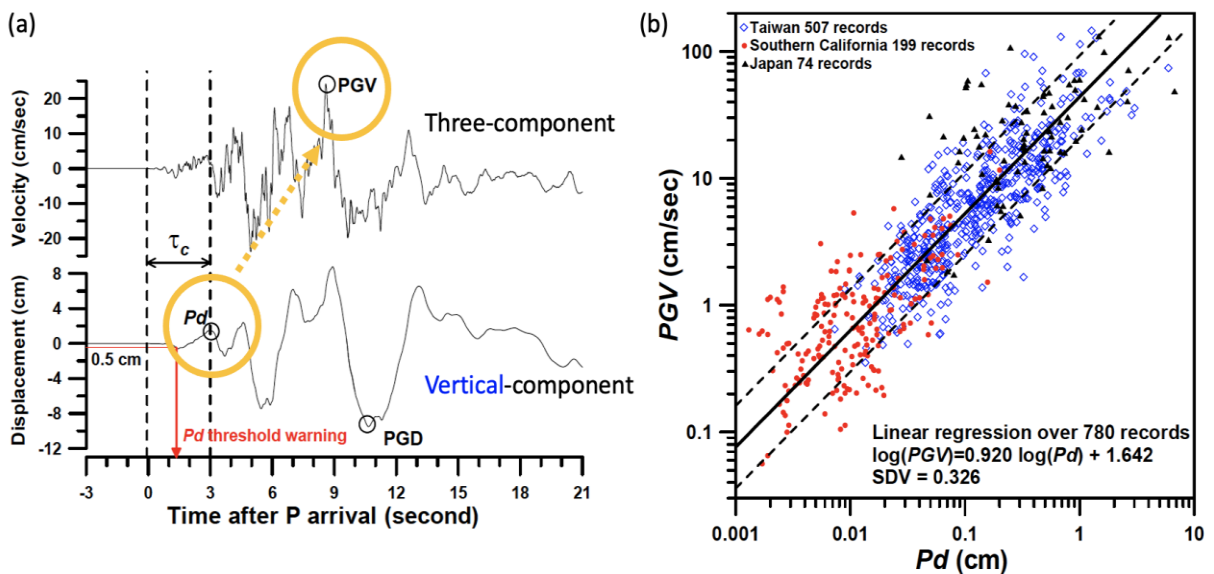 (a)
Velocity (cm/sec)
20
10
0
-10
-20
PGV
Three-component
τc
Displacement (cm)
8
4
0
-4
-8
-12
Pd
0.5 cm
Vertical-component
Pd threshold warning
PGD
-3 0 3 6 9 12 15 18 21
Time after P arrival (second)
(b)
PGV (cm/sec)
100
10
1
0.1
Taiwan 507 records
Southern California 199 records
Japan 74 records
Linear regression over 780 records
log(PGV)=0.920 log(Pd) + 1.642
SDV = 0.326
0.001 0.01 0.1 1 10
Pd (cm)